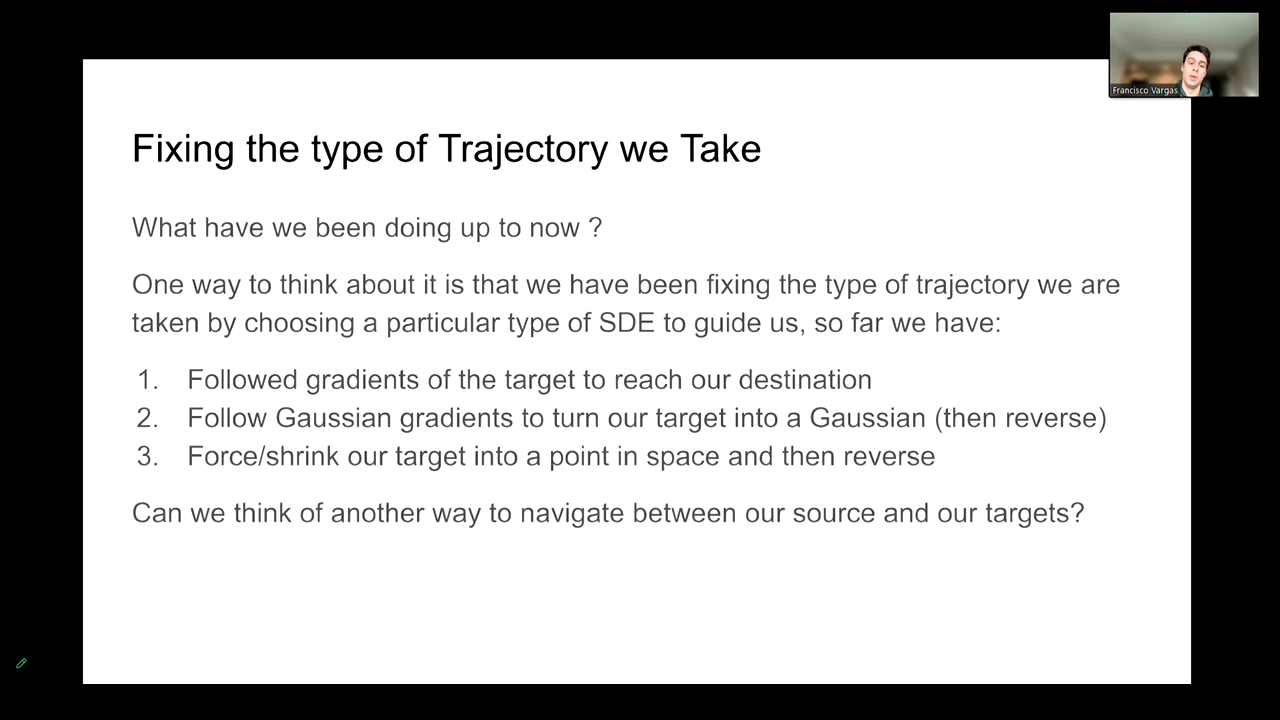 Francisco Vargas
Fixing the type of Trajectory we Take
What have we been doing up to now ?
One way to think about it is that we have been fixing the type of trajectory we are
taken by choosing a particular type of SDE to guide us, so far we have:
1. Followed gradients of the target to reach our destination
2. Follow Gaussian gradients to turn our target into a Gaussian (then reverse)
3. Force/shrink our target into a point in space and then reverse
Can we think of another way to navigate between our source and our targets?